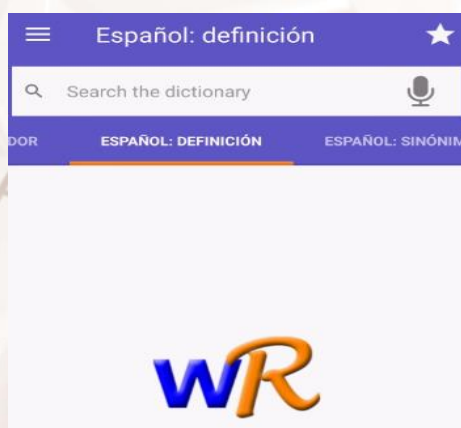 Español: definición
Search the dictionary
DOR ESPAÑOL: DEFINICIÓN ESPAÑOL: SINÓNIM
WR